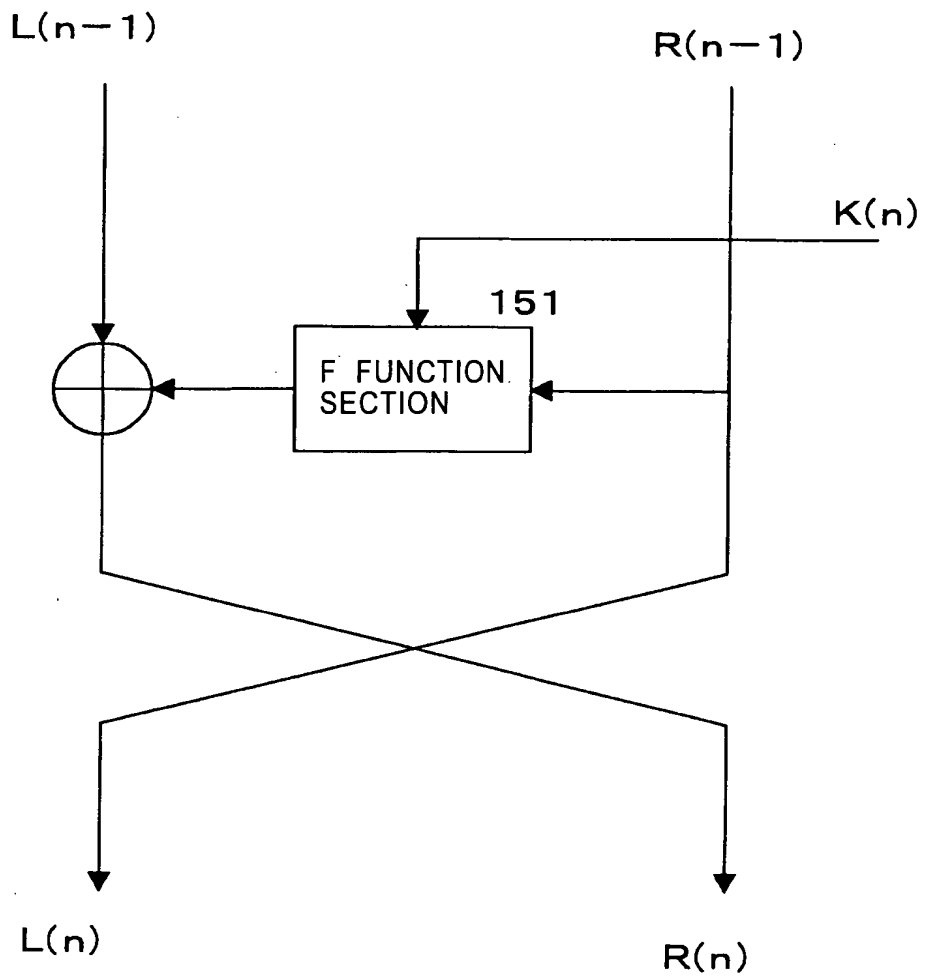 L(n−1)
R(n−1)
K(n)
151
F FUNCTION
SECTION
L(n)
R(n)